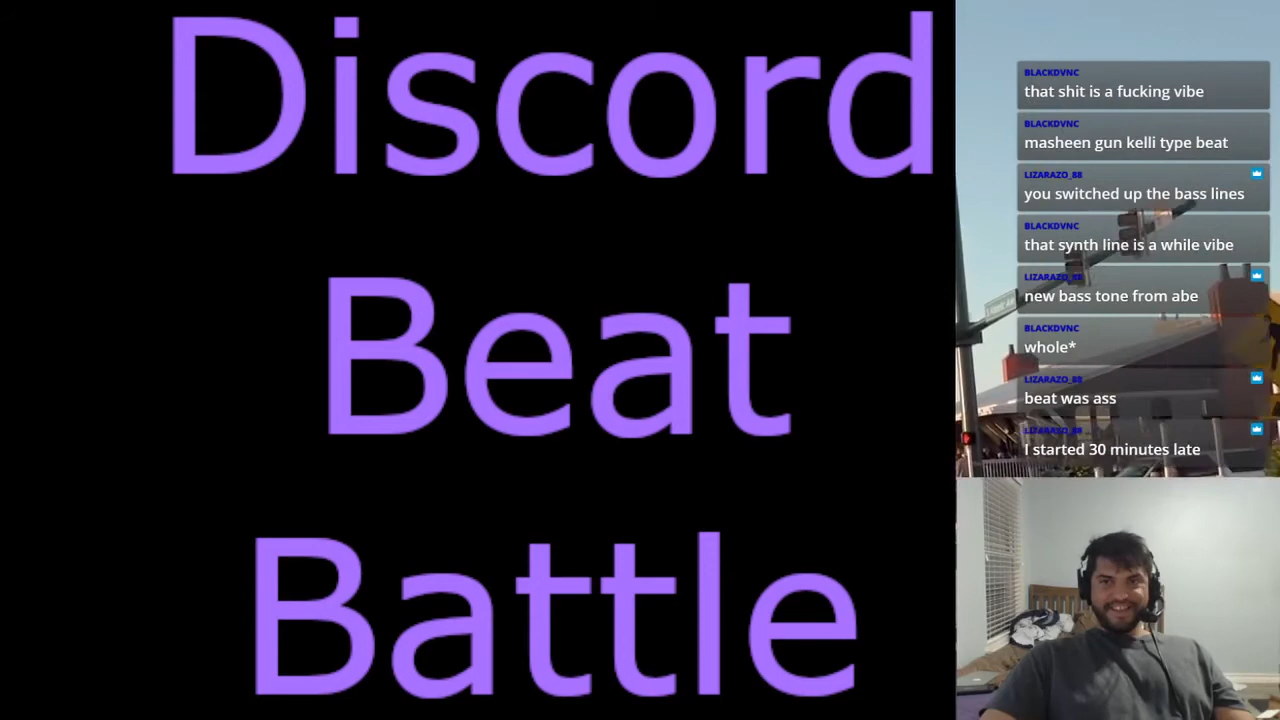 Discord
Beat
Battle
BLACKDVNC
that shit is a fucking vibe
BLACKDVNC
masheen gun kelli type beat
LIZARAZO_88
you switched up the bass lines
BLACKDVNC
that synth line is a while vibe
LIZARAZO_88
new bass tone from abe
BLACKDVNC
whole*
LIZARAZO_88
beat was ass
LIZARAZO_88
I started 30 minutes late